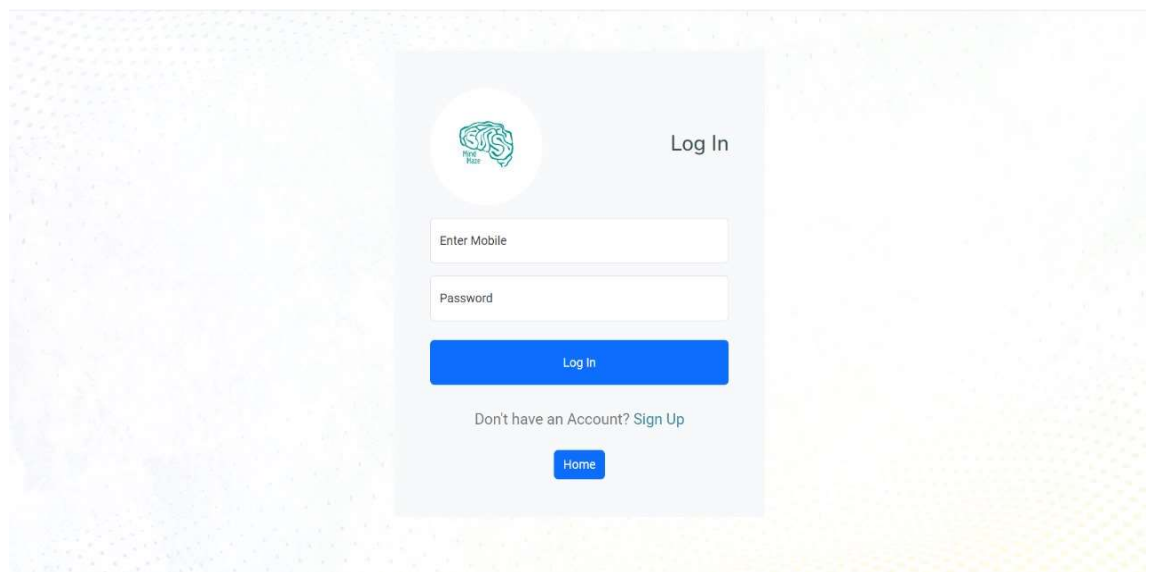 Mind
Maze
Log In
Enter Mobile
Password
Log In
Don't have an Account? Sign Up
Home